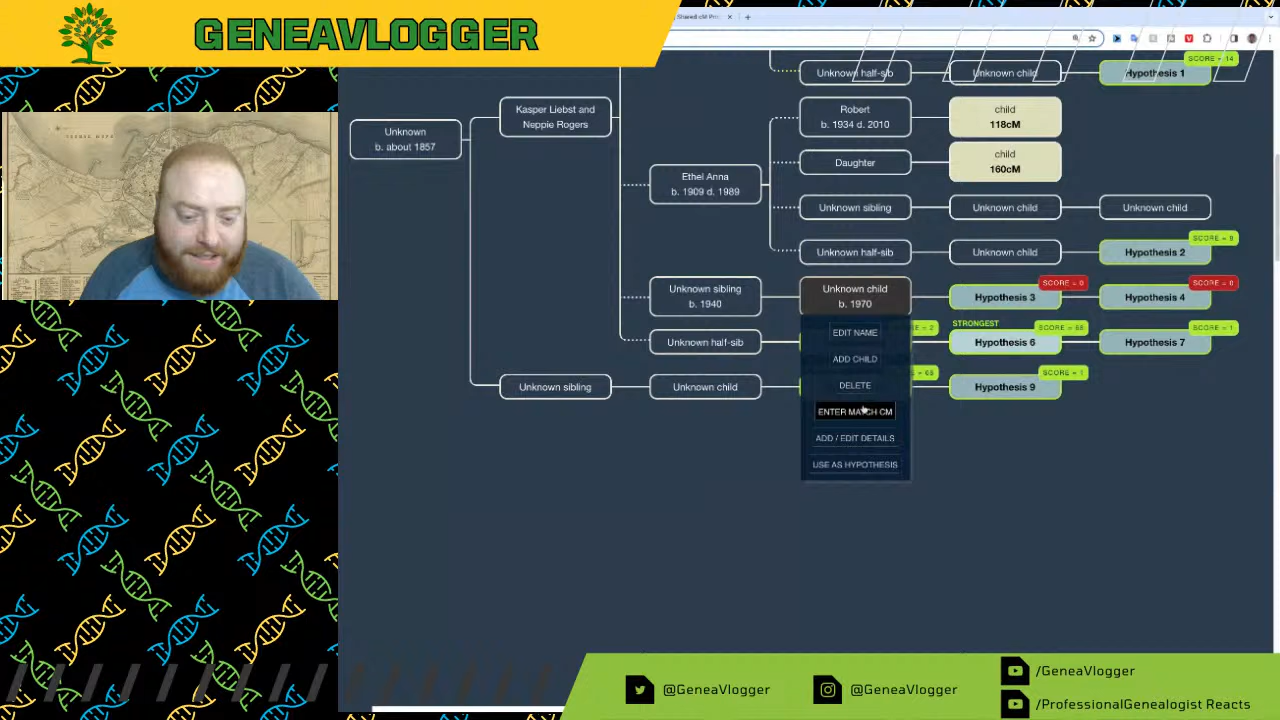 GENEAVLOGGER
Shared cM Pro
SCORE = 14
Unknown half-sib
Unknown child
Hypothesis 1
Kasper Liebst and
Neppie Rogers
Robert
b. 1934 d. 2010
child
118cM
Unknown
b. about 1857
Daughter
child
160cM
Ethel Anna
b. 1909 d. 1989
Unknown sibling
Unknown child
Unknown child
SCORE = 8
Unknown half-sib
Unknown child
Hypothesis 2
Unknown sibling
b. 1940
Unknown child
b. 1970
SCORE = 0
Hypothesis 3
SCORE = 0
Hypothesis 4
EDIT NAME
ADD CHILD
DELETE
ENTER MATCH CM
ADD / EDIT DETAILS
USE AS HYPOTHESIS
Unknown half-sib
= 2
STRONGEST
Hypothesis 6
SCORE = 1
Hypothesis 7
Unknown sibling
Unknown child
SCORE = 1
Hypothesis 9
@GeneaVlogger
@GeneaVlogger
/GeneaVlogger
/ProfessionalGenealogist Reacts